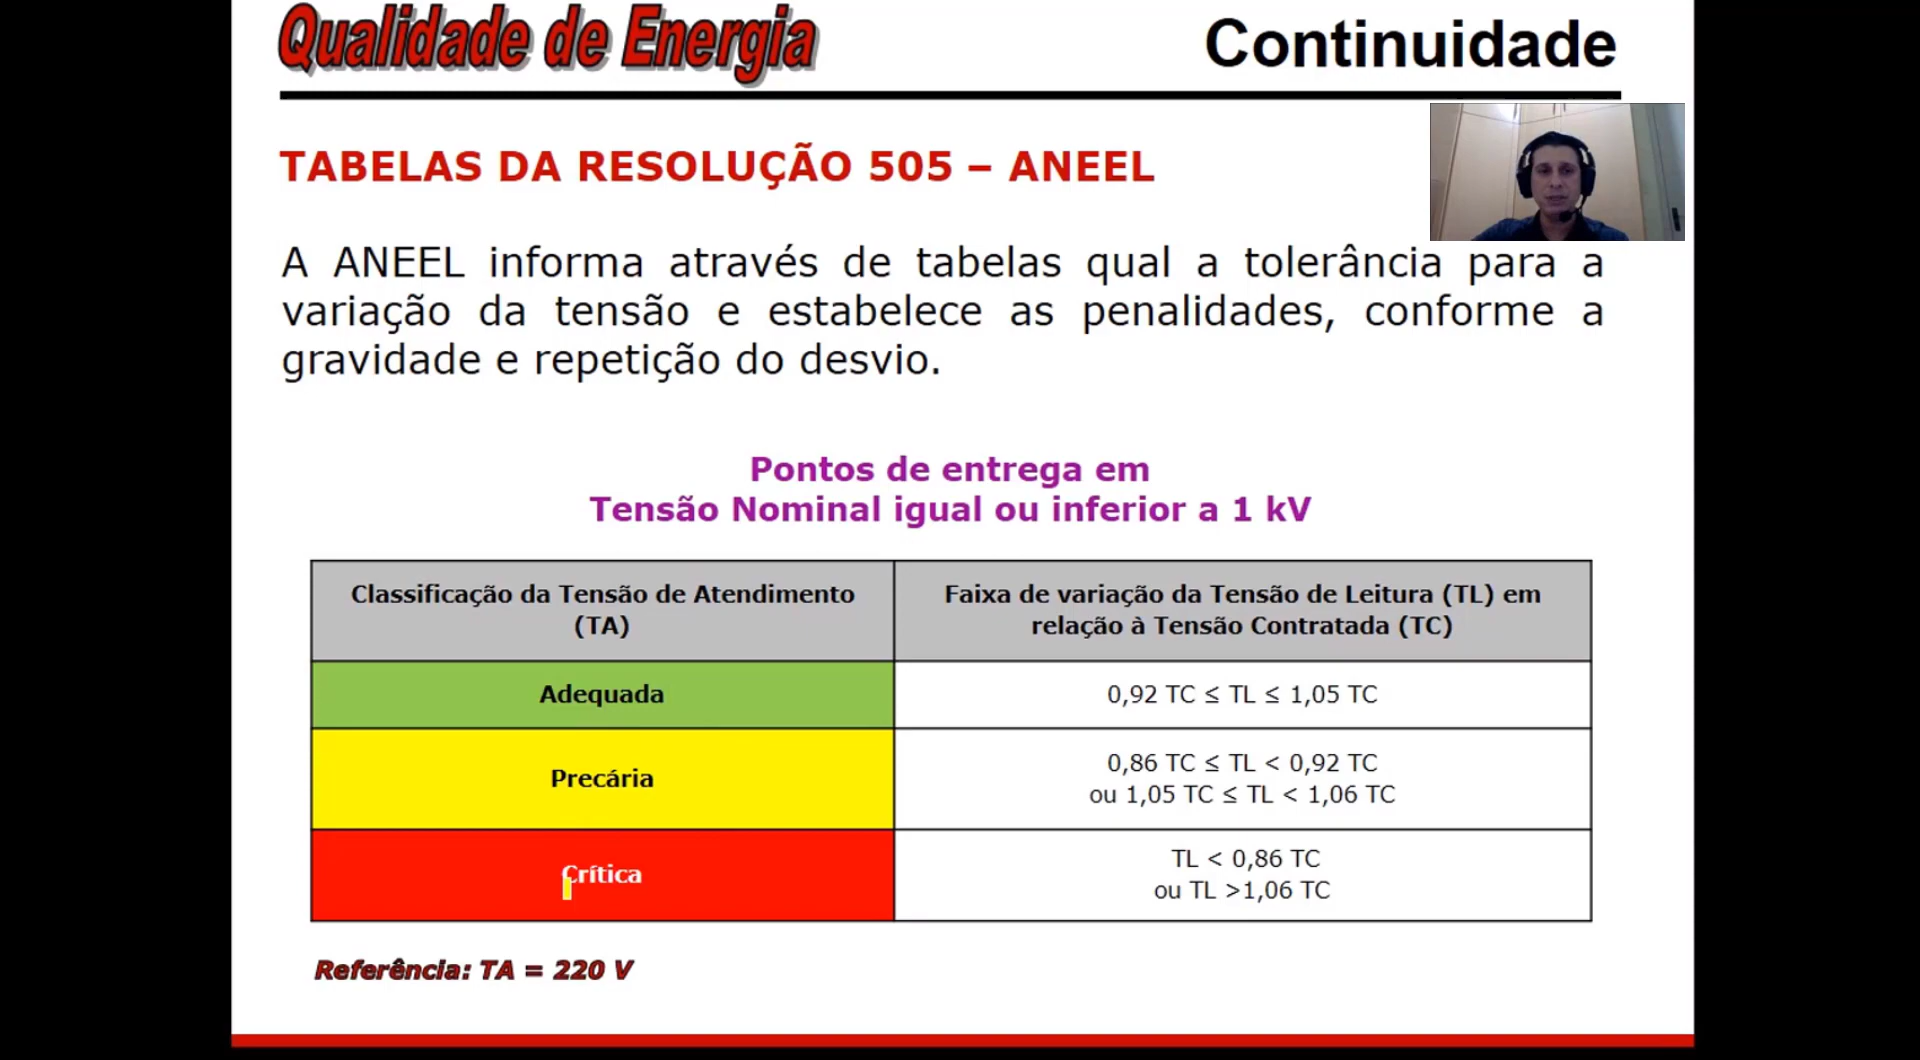 Qualidade de Energia
Continuidade
TABELAS DA RESOLUÇÃO 505 – ANEEL
A ANEEL informa através de tabelas qual a tolerância para a
variação da tensão e estabelece as penalidades, conforme a
gravidade e repetição do desvio.
Pontos de entrega em
Tensão Nominal igual ou inferior a 1 kV
Classificação da Tensão de Atendimento
(TA)
Faixa de variação da Tensão de Leitura (TL) em
relação à Tensão Contratada (TC)
Adequada
0,92 TC ≤ TL ≤ 1,05 TC
Precária
0,86 TC ≤ TL < 0,92 TC
ou 1,05 TC ≤ TL < 1,06 TC
Crítica
TL < 0,86 TC
ou TL >1,06 TC
Referência: TA = 220 V